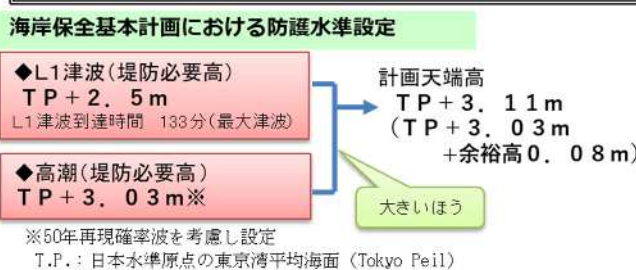 海岸保全基本計画における防護水準設定
◆L1津波(堤防必要高)
TP+2.5m
L1津波到達時間 133分(最大津波)
◆高潮(堤防必要高)
TP+3.03m※
計画天端高
TP+3.11m
(TP+3.03m
+余裕高0.08m)
大きいほう
※50年再現確率波を考慮し設定
T.P.:日本水準原点の東京湾平均海面(Tokyo Peil)